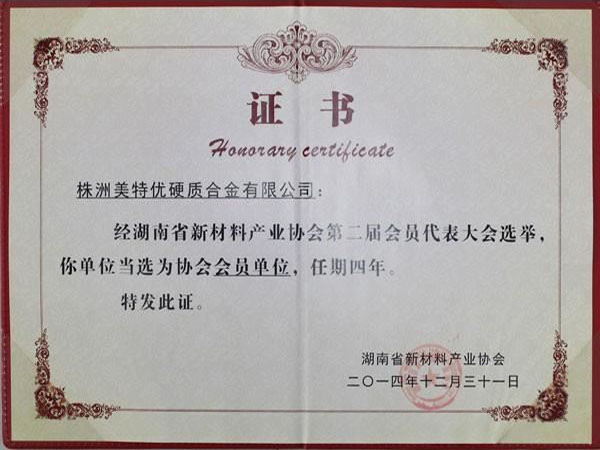 证书
Honorary certificate
株洲美特优硬质合金有限公司：
经湖南省新材料产业协会第二届会员代表大会选举，
你单位当选为协会会员单位，任期四年。
特发此证。
湖南省新材料产业协会
二〇一四年十二月三十一日